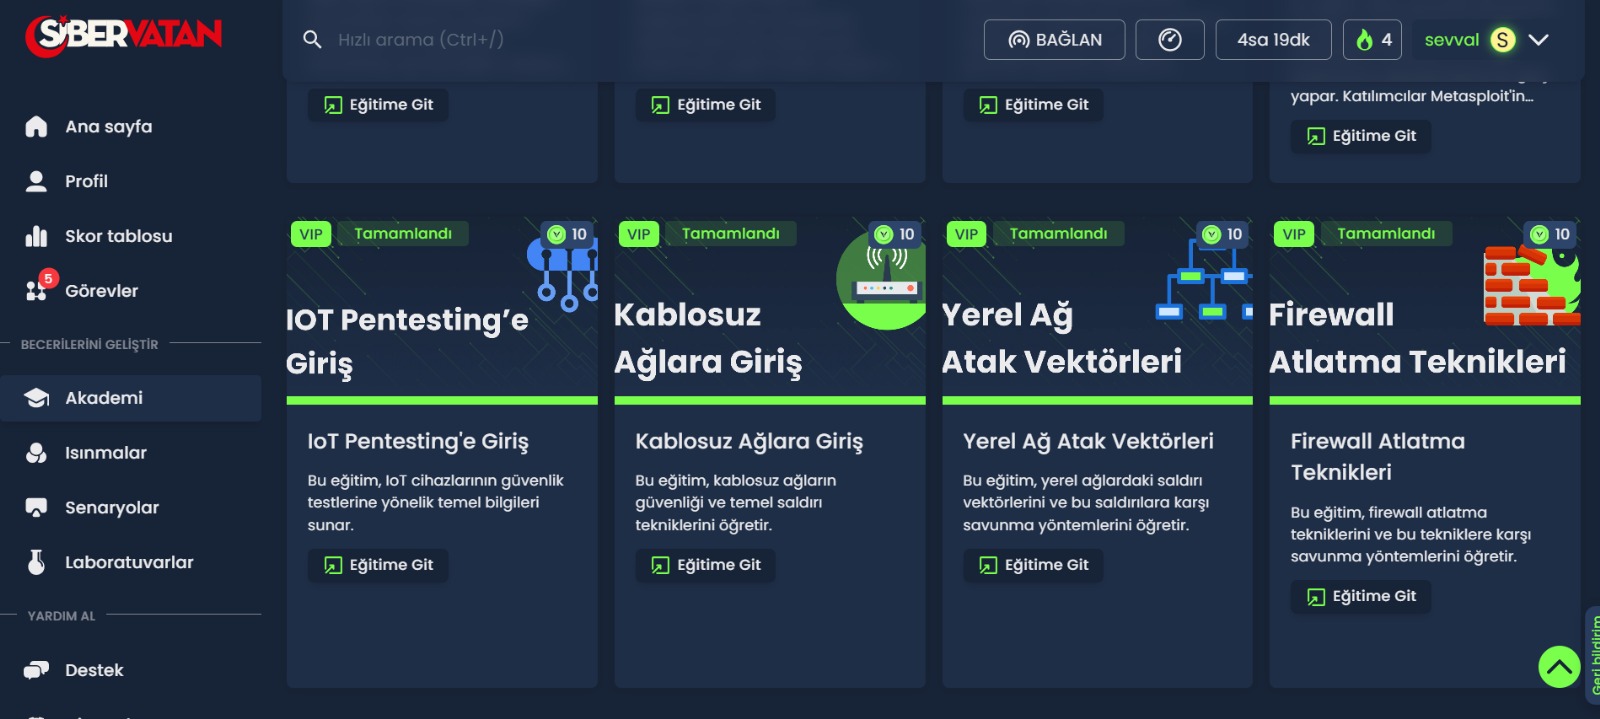 SİBERVATAN
Hızlı arama (Ctrl+/)
BAĞLAN
4sa 19dk
4
sevval
S
Ana sayfa
Profil
Skor tablosu
5
Görevler
BECERİLERİNİ GELİŞTİR
Akademi
Isınmalar
Senaryolar
Laboratuvarlar
YARDIM AL
Destek
Eğitime Git
Eğitime Git
Eğitime Git
yapar. Katılımcılar Metasploit'in...
Eğitime Git
VIP
Tamamlandı
10
IOT Pentesting’e
Giriş
IoT Pentesting'e Giriş
Bu eğitim, IoT cihazlarının güvenlik
testlerine yönelik temel bilgileri
sunar.
Eğitime Git
VIP
Tamamlandı
10
Kablosuz
Ağlara Giriş
Kablosuz Ağlara Giriş
Bu eğitim, kablosuz ağların
güvenliği ve temel saldırı
tekniklerini öğretir.
Eğitime Git
VIP
Tamamlandı
10
Yerel Ağ
Atak Vektörleri
Yerel Ağ Atak Vektörleri
Bu eğitim, yerel ağlardaki saldırı
vektörlerini ve bu saldırılara karşı
savunma yöntemlerini öğretir.
Eğitime Git
VIP
Tamamlandı
10
Firewall
Atlatma Teknikleri
Firewall Atlatma
Teknikleri
Bu eğitim, firewall atlatma
tekniklerini ve bu tekniklere karşı
savunma yöntemlerini öğretir.
Eğitime Git
Geri bildirim